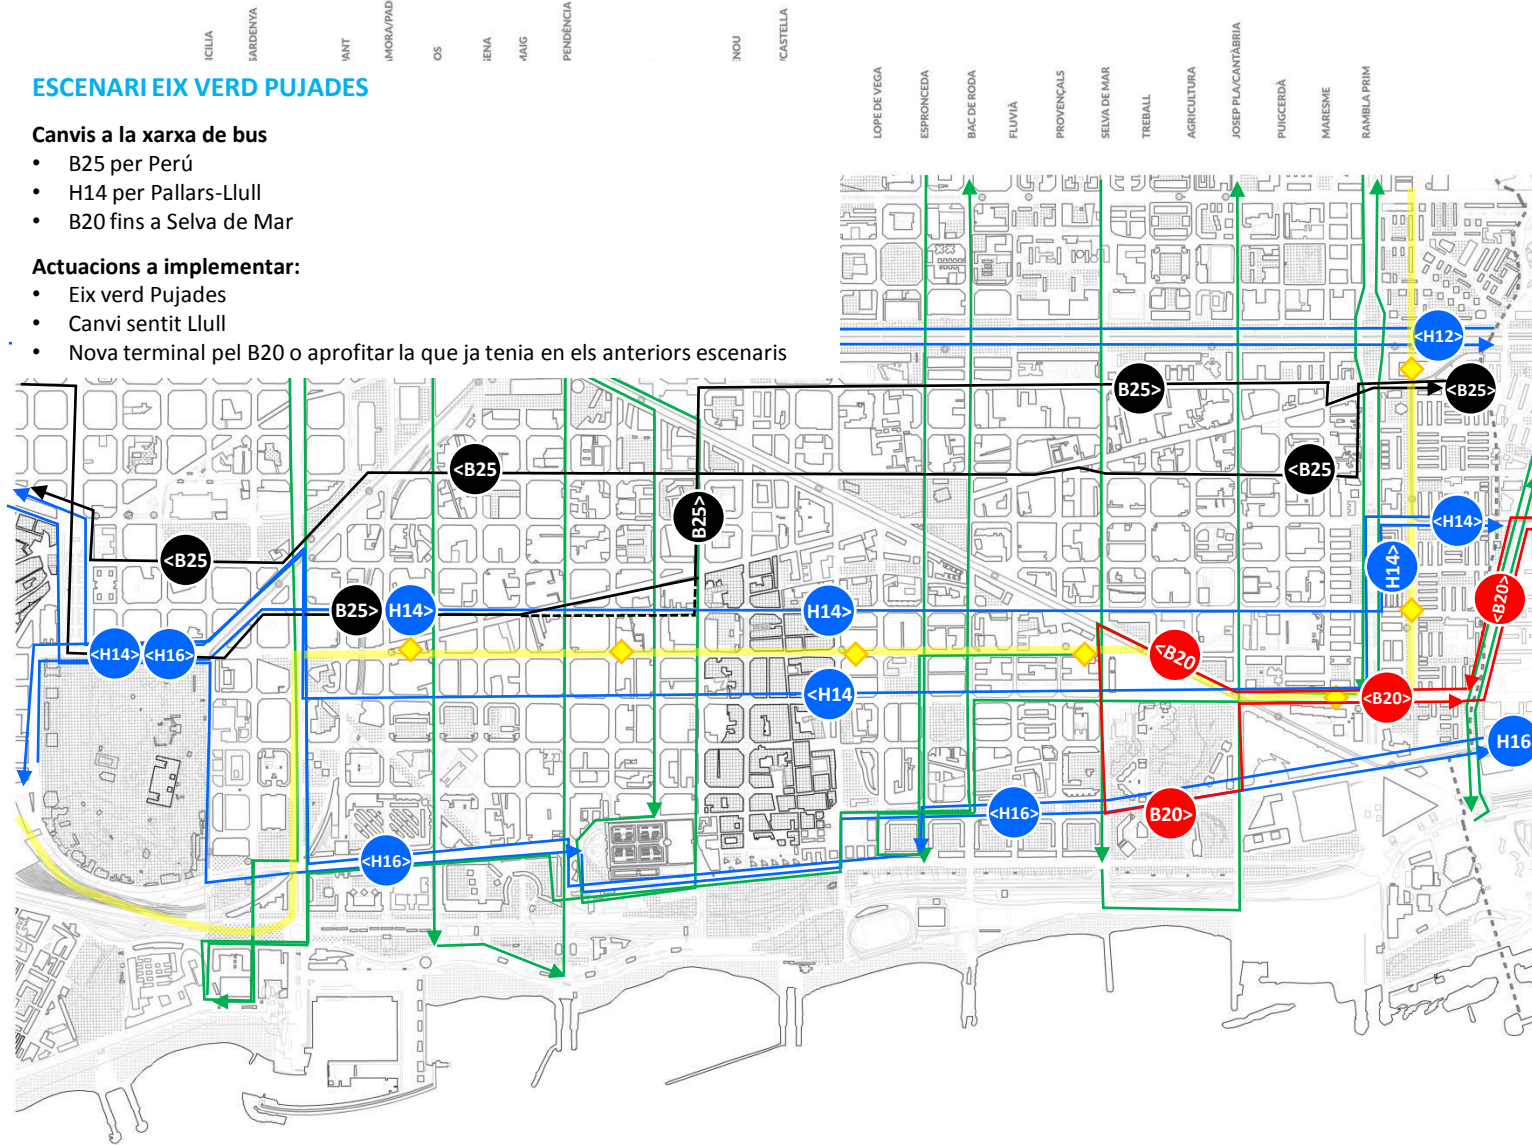 SARDENYA
ESCENARI EIX VERD PUJADES
Canvis a la xarxa de bus
• B25 per Perú
• H14 per Pallars-Llull
• B20 fins a Selva de Mar
Actuacions a implementar:
• Eix verd Pujades
• Canvi sentit Llull
• Nova terminal pel B20 o aprofitar la que ja tenia en els anteriors escenaris
LOPE DE VEGA
ESPRONCEDA
BAC DE RODA
FLUVIÀ
PROVENÇALS
SELVA DE MAR
TREBALL
AGRICULTURA
JOSEP PLA/CANTÀBRIA
PUIGCERDÀ
MARESME
RAMBLA PRIM
<H12>
B25>
<B25>
<B25
<B25
B25>
<H14>
<B25
H14>
<B20>
B25>
H14>
H14>
<H14>
<H16>
<B20
<H14
<B20>
H16
<H16>
B20>
<H16>